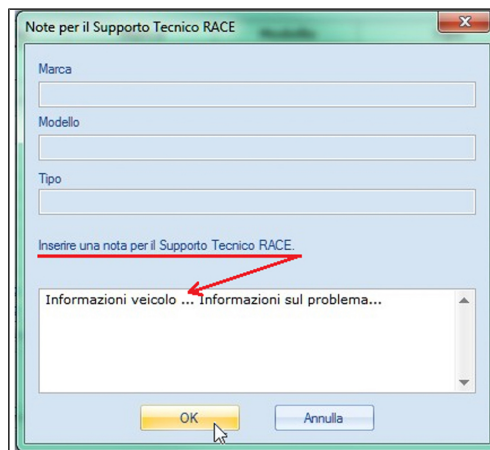 Note per il Supporto Tecnico RACE
Marca
Modello
Tipo
Inserire una nota per il Supporto Tecnico RACE.
Informazioni veicolo ... Informazioni sul problema...
OK
Annulla